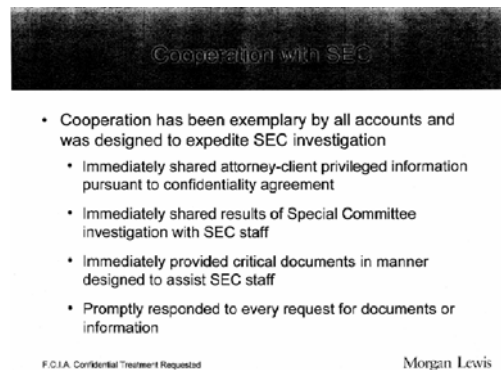 Cooperation with SEC
• Cooperation has been exemplary by all accounts and
was designed to expedite SEC investigation
• Immediately shared attorney-client privileged information
pursuant to confidentiality agreement
• Immediately shared results of Special Committee
investigation with SEC staff
• Immediately provided critical documents in manner
designed to assist SEC staff
• Promptly responded to every request for documents or
information
F.C.I.A. Confidential Treatment Requested
Morgan Lewis